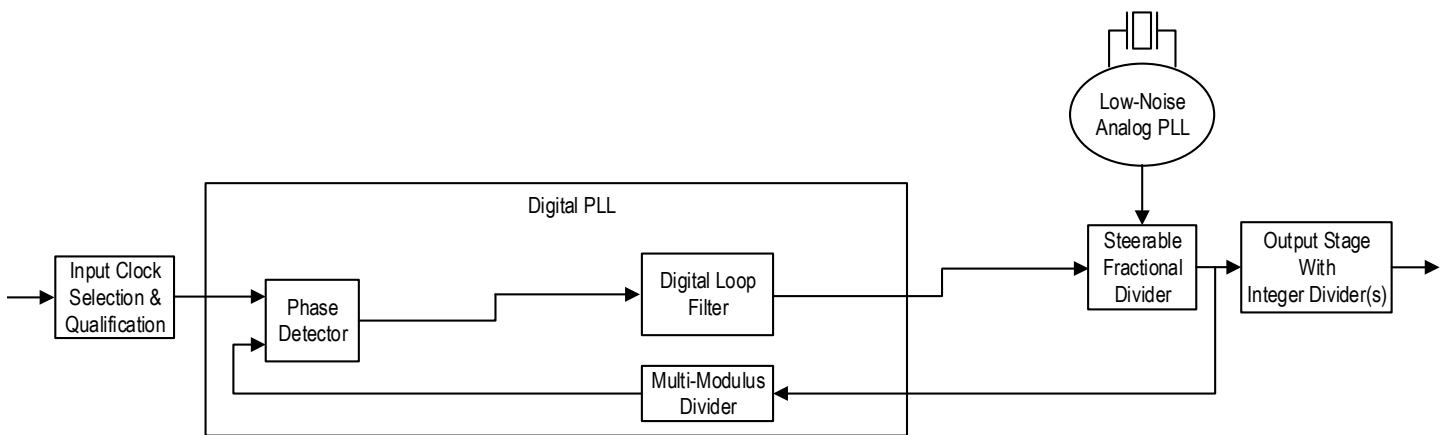 Low-Noise
Analog PLL
Digital PLL
Input Clock
Selection &
Qualification
Phase
Detector
Digital Loop
Filter
Steerable
Fractional
Divider
Output Stage
With
Integer Divider(s)
Multi-Modulus
Divider